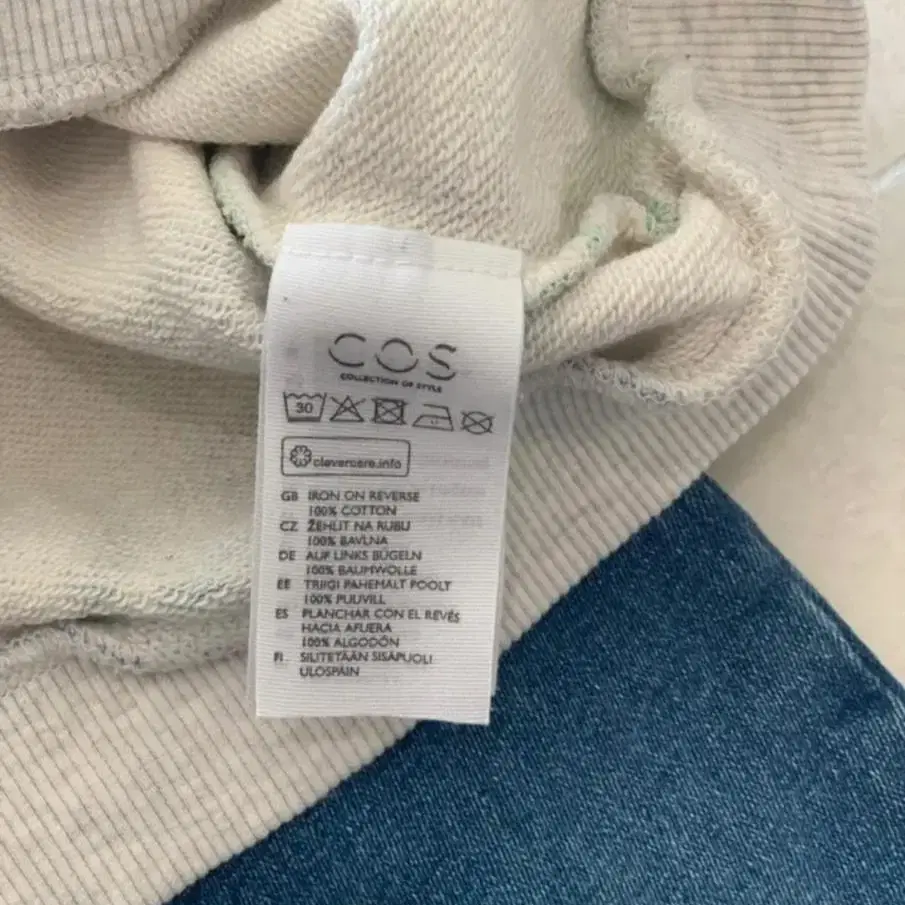 COS
COLLECTION OF STYLE
30
clevercare.info
GB IRON ON REVERSE
100% COTTON
CZ ŽEHLIT NA RUBU
100% BAVLNA
DE AUF LINKS BÜGELN
100% BAUMWOLLE
EE TRIIGI PAHEMALT POOLT
100% PUUVILL
ES PLANCHAR CON EL REVÉS
HACIA AFUERA
100% ALGODÓN
FI SILITETÄÄN SISÄPUOLI
ULOSPÄIN